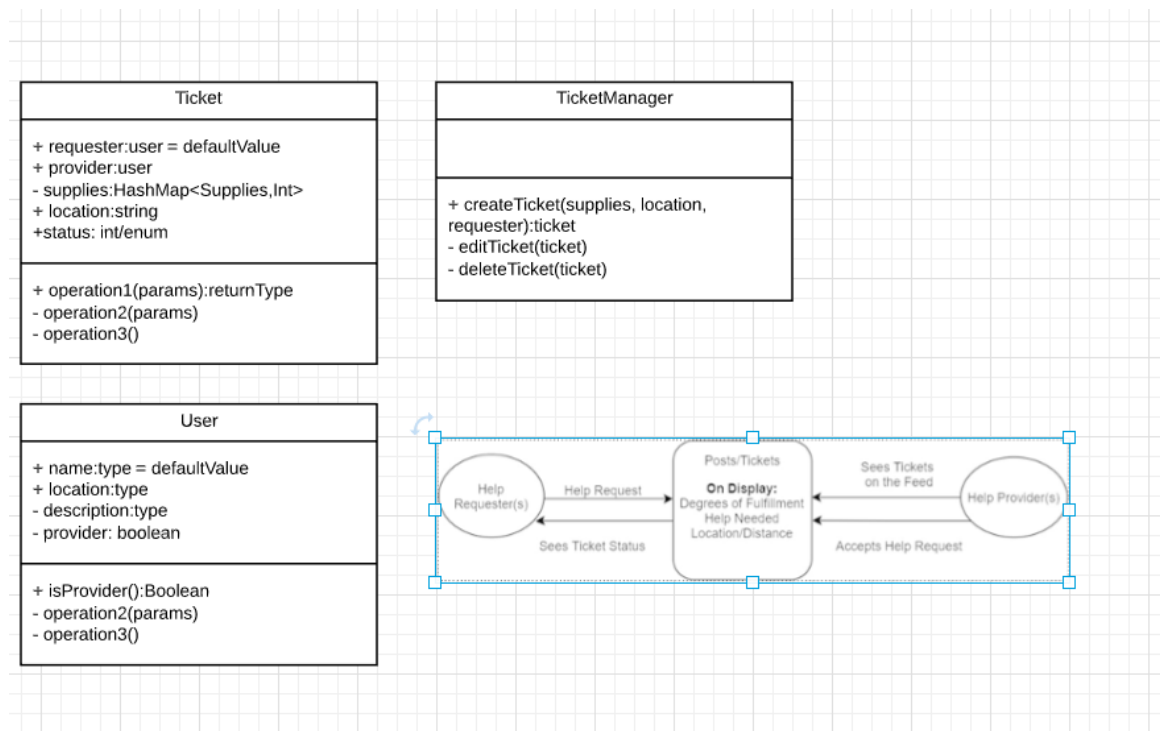 Ticket
+ requester:user = defaultValue
+ provider:user
- supplies:HashMap<Supplies,Int>
+ location:string
+status: int/enum
+ operation1(params):returnType
- operation2(params)
- operation3()
TicketManager
+ createTicket(supplies, location,
requester):ticket
- editTicket(ticket)
- deleteTicket(ticket)
User
+ name:type = defaultValue
+ location:type
- description:type
- provider: boolean
+ isProvider():Boolean
- operation2(params)
- operation3()
Help
Requester(s)
Help Request
Sees Ticket Status
Posts/Tickets
On Display:
Degrees of Fulfillment
Help Needed
Location/Distance
Sees Tickets
on the Feed
Accepts Help Request
Help Provider(s)